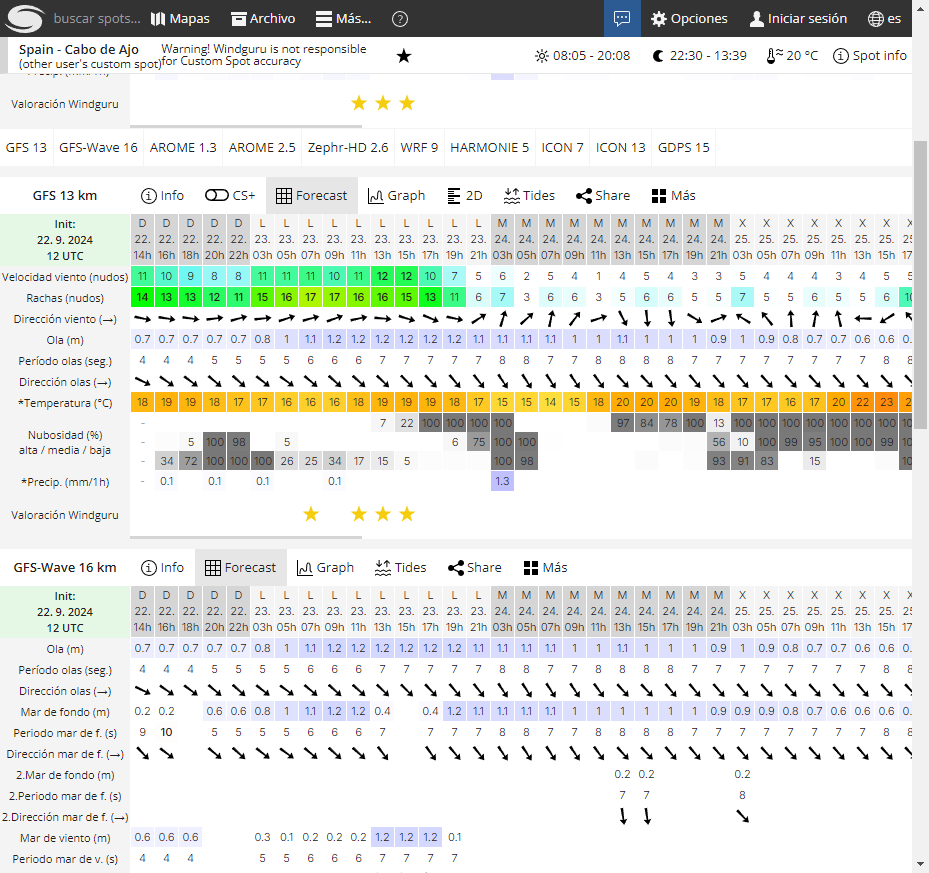 buscar spots... Mapas Archivo Más... ? Opciones Iniciar sesión es
Spain - Cabo de Ajo Warning! Windguru is not responsible
(other user's custom spot) for Custom Spot accuracy
08:05 - 20:08 22:30 - 13:39 20 °C Spot info
Valoración Windguru
GFS 13 GFS-Wave 16 AROME 1.3 AROME 2.5 Zephr-HD 2.6 WRF 9 HARMONIE 5 ICON 7 ICON 13 GDPS 15
GFS 13 km Info CS+ Forecast Graph 2D Tides Share Más
Init: D D D D D L L L L L L L L L L M M M M M M M M M M X X X X X X X
22. 9. 2024 22. 22. 22. 22. 22. 23. 23. 23. 23. 23. 23. 23. 23. 23. 23. 24. 24. 24. 24. 24. 24. 24. 24. 24. 24. 25. 25. 25. 25. 25. 25. 25.
12 UTC 14h 16h 18h 20h 22h 03h 05h 07h 09h 11h 13h 15h 17h 19h 21h 03h 05h 07h 09h 11h 13h 15h 17h 19h 21h 03h 05h 07h 09h 11h 13h 15h
Velocidad viento (nudos) 11 10 9 8 8 11 11 11 10 11 12 12 10 7 5 6 2 5 4 1 4 5 4 3 3 5 4 4 4 3 4 5
Rachas (nudos) 14 13 13 12 11 15 16 17 17 16 16 15 13 11 6 7 3 6 6 3 5 6 6 5 5 7 5 5 6 5 5 6
Dirección viento (→)
Ola (m) 0.7 0.7 0.7 0.7 0.7 0.8 1 1.1 1.2 1.2 1.2 1.2 1.2 1.2 1.2 1.1 1.1 1.1 1.1 1 1.1 1 1 1 0.9 1 0.9 0.8 0.7 0.7 0.6 0.6
Período olas (seg.) 4 4 4 5 5 5 5 6 6 6 7 7 7 7 7 8 8 7 7 8 8 8 8 7 7 7 7 7 7 7 7 8 8
Dirección olas (→)
*Temperatura (°C) 18 19 19 18 17 17 16 16 16 18 19 19 19 18 17 15 15 14 15 18 20 20 20 19 18 17 17 16 17 20 22 23
Nubosidad (%)
alta / media / baja
- 7 22 100 100 100 100 97 84 78 100 13 100 100 100 100 100 100 100
- 5 100 98 5 6 75 100 100 56 10 100 99 95 100 100 99
- 34 72 100 100 100 26 25 34 17 15 5 100 98 93 91 83 15
*Precip. (mm/1h) - 0.1 0.1 0.1 0.1 1.3
Valoración Windguru
GFS-Wave 16 km Info Forecast Graph Tides Share Más
Init: D D D D D L L L L L L L L L L M M M M M M M M M M X X X X X X X
22. 9. 2024 22. 22. 22. 22. 22. 23. 23. 23. 23. 23. 23. 23. 23. 23. 23. 24. 24. 24. 24. 24. 24. 24. 24. 24. 24. 25. 25. 25. 25. 25. 25. 25.
12 UTC 14h 16h 18h 20h 22h 03h 05h 07h 09h 11h 13h 15h 17h 19h 21h 03h 05h 07h 09h 11h 13h 15h 17h 19h 21h 03h 05h 07h 09h 11h 13h 15h
Ola (m) 0.7 0.7 0.7 0.7 0.7 0.8 1 1.1 1.2 1.2 1.2 1.2 1.2 1.2 1.2 1.1 1.1 1.1 1.1 1 1.1 1 1 1 0.9 1 0.9 0.8 0.7 0.7 0.6 0.6
Período olas (seg.) 4 4 4 5 5 5 5 6 6 6 7 7 7 7 7 8 8 7 7 8 8 8 8 7 7 7 7 7 7 7 7 8 8
Dirección olas (→)
Mar de fondo (m) 0.2 0.2 0.6 0.6 0.8 1 1.1 1.2 1.2 0.4 0.4 1.2 1.1 1.1 1.1 1.1 1.1 1 1 1 1 1 0.9 0.9 0.9 0.8 0.7 0.6 0.6 0.6
Periodo mar de f. (s) 9 10 5 5 5 5 6 6 6 7 7 7 7 8 8 7 7 8 8 8 8 7 7 7 7 7 7 7 7 8 8
Dirección mar de f. (→)
2.Mar de fondo (m) 0.2 0.2 0.2
2.Periodo mar de f. (s) 7 7 8
2.Dirección mar de f. (→)
Mar de viento (m) 0.6 0.6 0.6 0.3 0.1 0.2 0.2 0.2 1.2 1.2 1.2 0.1
Periodo mar de v. (s) 4 4 4 5 5 6 6 6 7 7 7 7